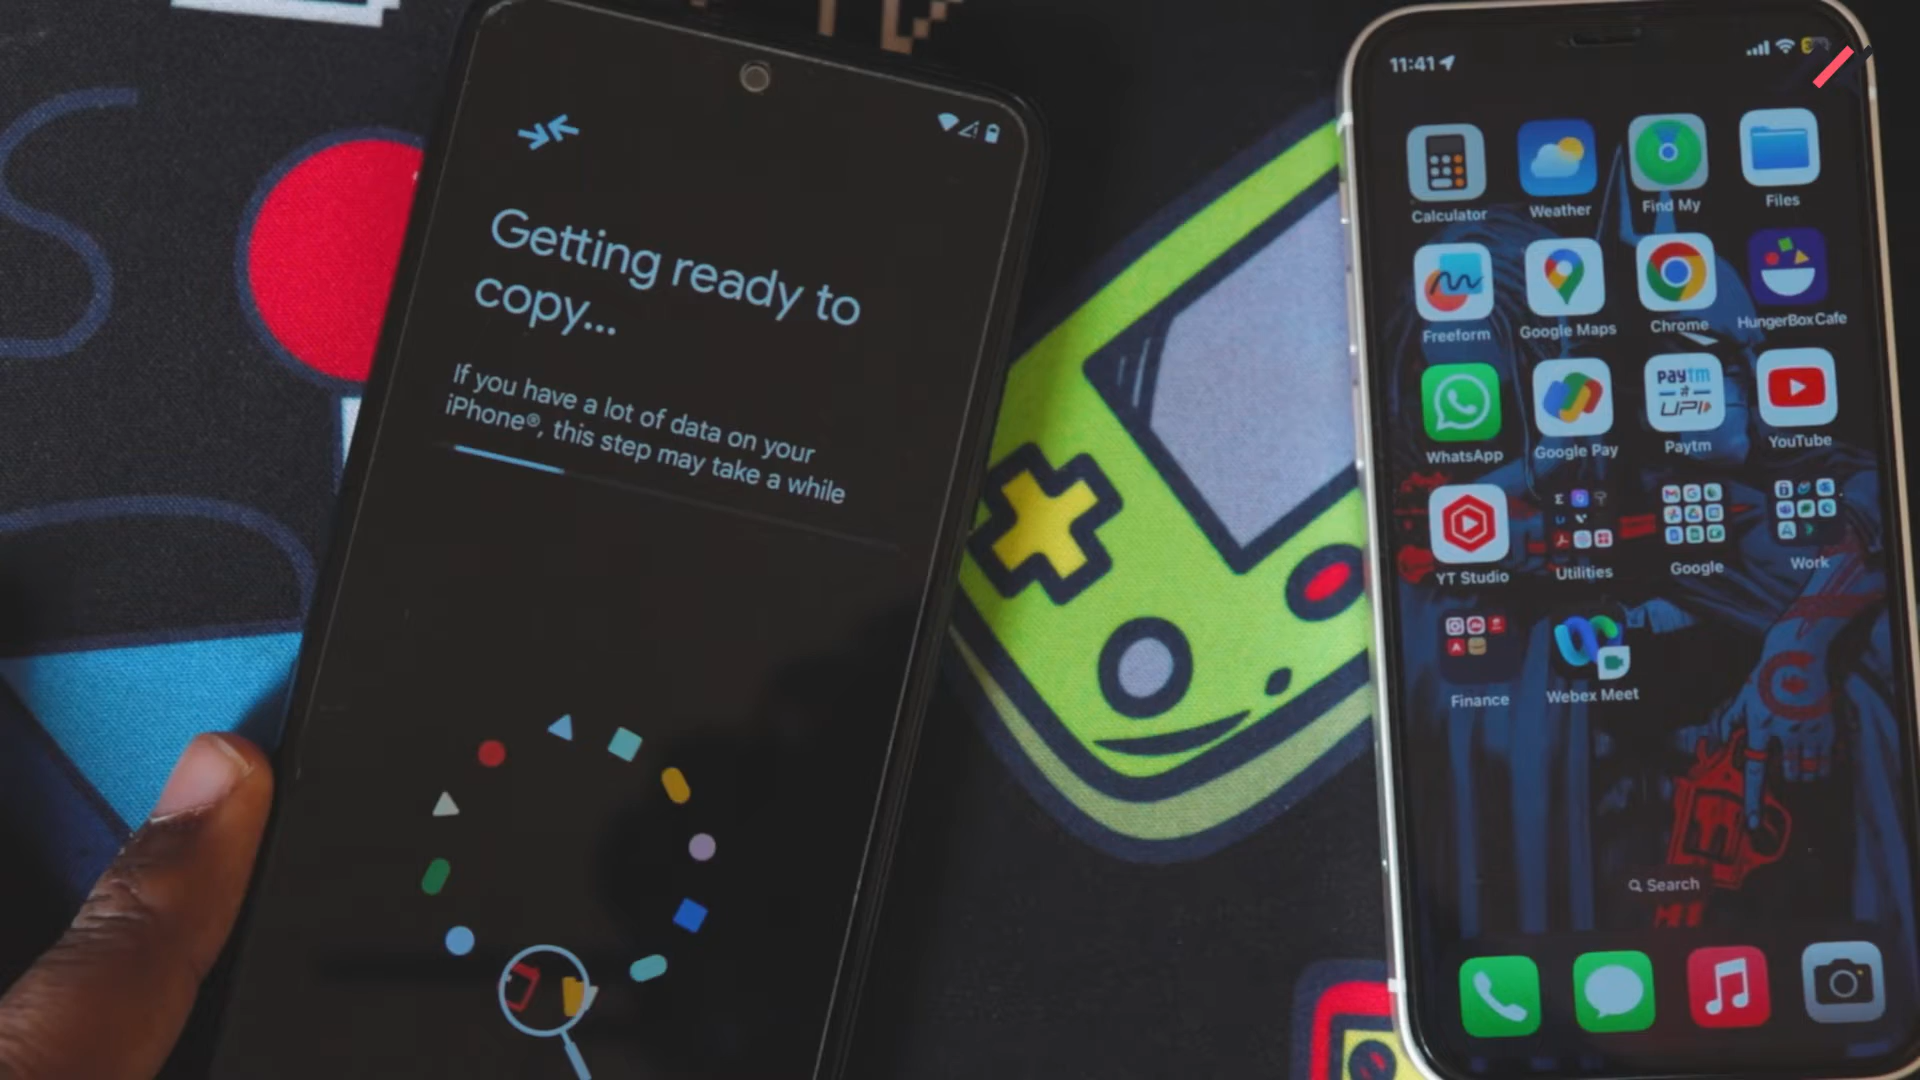 Getting ready to
copy...
If you have a lot of data on your
iPhone®, this step may take a while
11:41
Calculator
Weather
Find My
Files
Freeform
Google Maps
Chrome
HungerBox Cafe
WhatsApp
Google Pay
paytm
UPI
Paytm
YouTube
YT Studio
Utilities
Google
Work
Finance
Webex Meet
Search